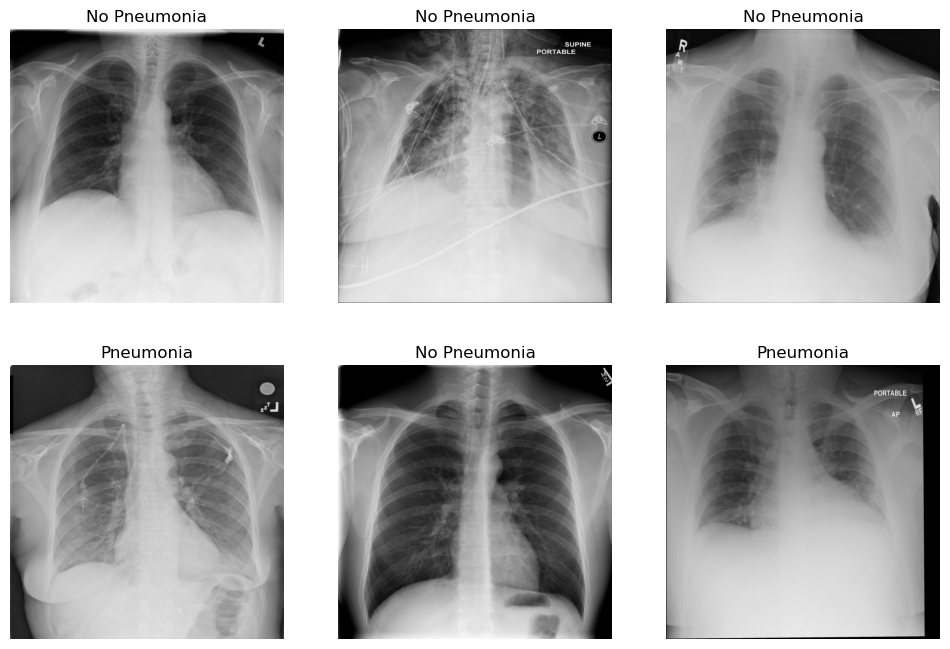 No Pneumonia
No Pneumonia
No Pneumonia
L
SUPINE
PORTABLE
L
R
Pneumonia
No Pneumonia
Pneumonia
PORTABLE
AP